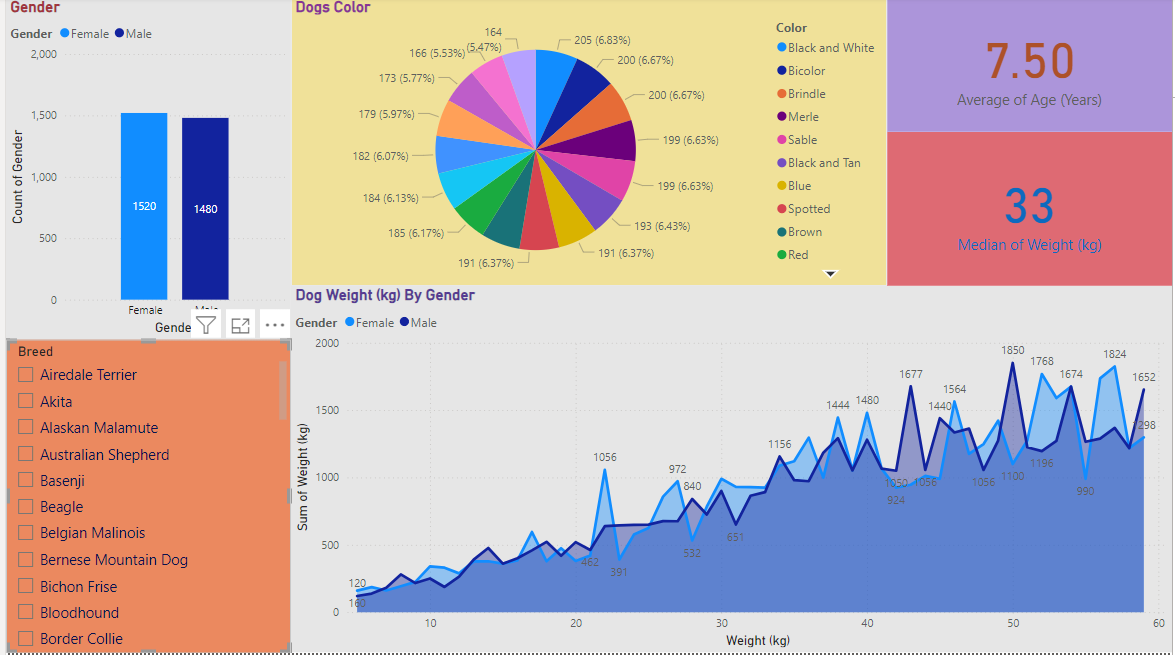 Gender
Gender Female Male
2,000
1,500
1,000
500
0
Count of Gender
1520
1480
Female
Male
Gende
Dogs Color
205 (6.83%)
200 (6.67%)
200 (6.67%)
199 (6.63%)
199 (6.63%)
193 (6.43%)
191 (6.37%)
191 (6.37%)
185 (6.17%)
184 (6.13%)
182 (6.07%)
179 (5.97%)
173 (5.77%)
166 (5.53%)
164
(5.47%)
Color
Black and White
Bicolor
Brindle
Merle
Sable
Black and Tan
Blue
Spotted
Brown
Red
7.50
Average of Age (Years)
33
Median of Weight (kg)
Breed
Airedale Terrier
Akita
Alaskan Malamute
Australian Shepherd
Basenji
Beagle
Belgian Malinois
Bernese Mountain Dog
Bichon Frise
Bloodhound
Border Collie
Dog Weight (kg) By Gender
Gender Female Male
2000
1500
1000
500
0
Sum of Weight (kg)
120
160
462
1056
391
972
840
532
651
1156
1444
1480
1050
924
1677
1056
1440
1564
1056
1850
1100
1768
1196
1674
990
1824
1652
1298
10
20
30
40
50
60
Weight (kg)